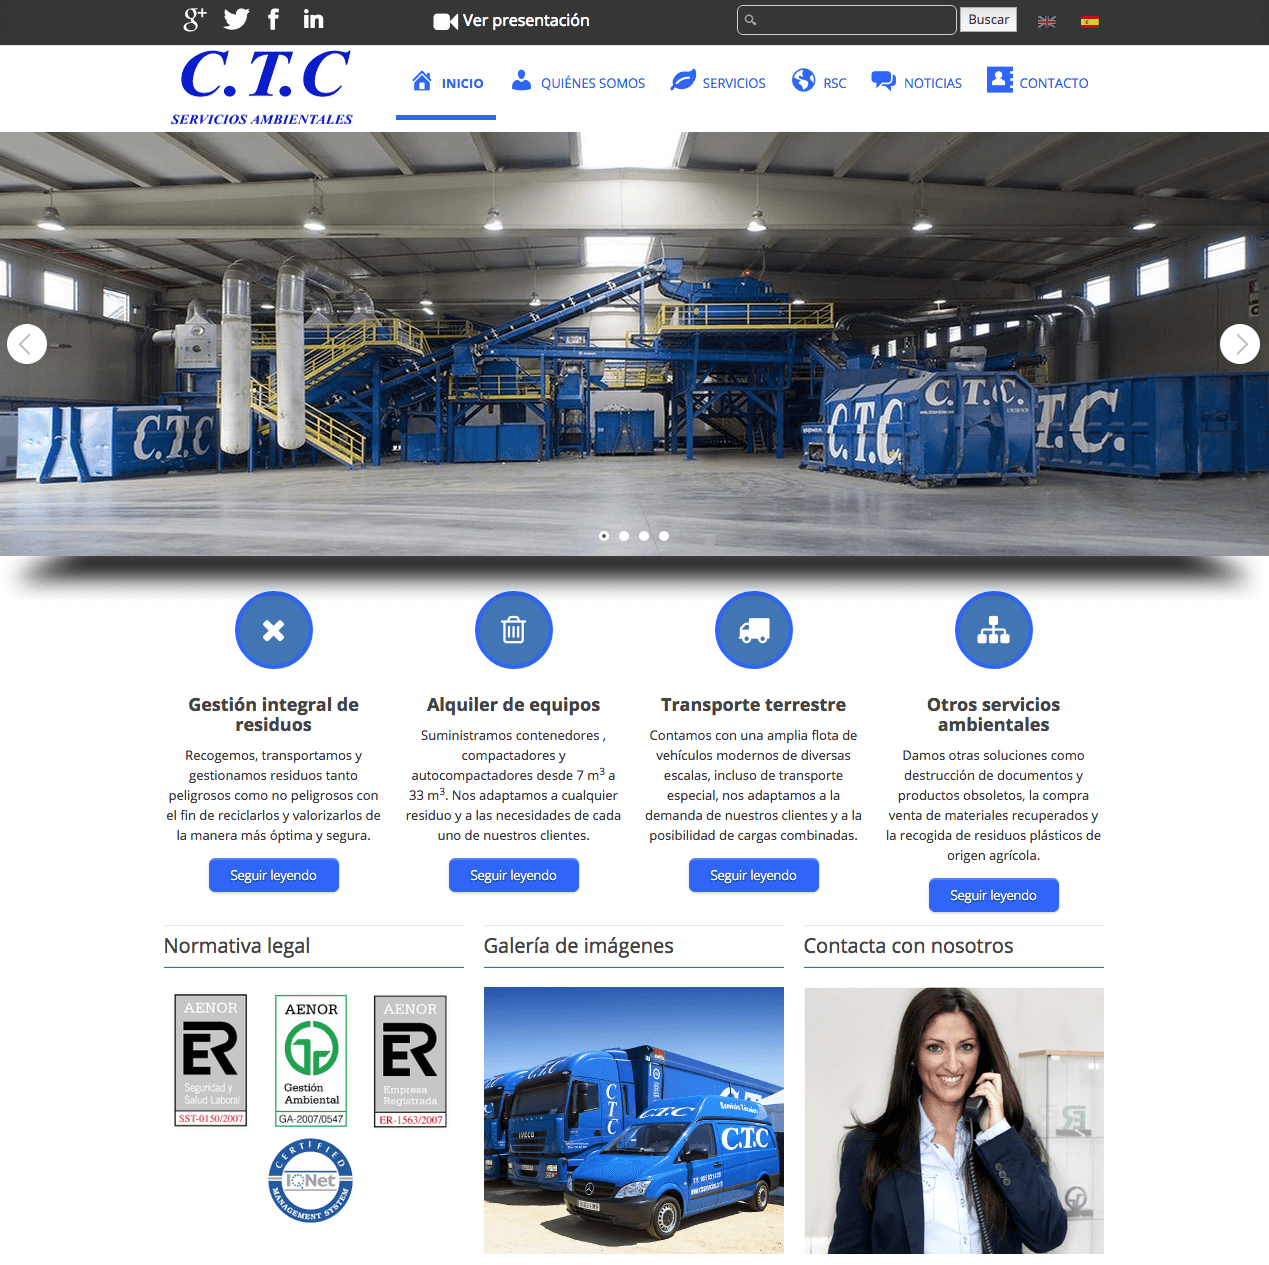 Ver presentación
Buscar
C.T.C
SERVICIOS AMBIENTALES
INICIO
QUIÉNES SOMOS
SERVICIOS
RSC
NOTICIAS
CONTACTO
C.T.C
C.T.C
C.T.C.
T.C.
Gestión integral de
residuos
Recogemos, transportamos y
gestionamos residuos tanto
peligrosos como no peligrosos con
el fin de reciclarlos y valorizarlos de
la manera más óptima y segura.
Seguir leyendo
Alquiler de equipos
Suministramos contenedores ,
compactadores y
autocompactadores desde 7 m³ a
33 m³. Nos adaptamos a cualquier
residuo y a las necesidades de cada
uno de nuestros clientes.
Seguir leyendo
Transporte terrestre
Contamos con una amplia flota de
vehículos modernos de diversas
escalas, incluso de transporte
especial, nos adaptamos a la
demanda de nuestros clientes y a la
posibilidad de cargas combinadas.
Seguir leyendo
Otros servicios
ambientales
Damos otras soluciones como
destrucción de documentos y
productos obsoletos, la compra
venta de materiales recuperados y
la recogida de residuos plásticos de
origen agrícola.
Seguir leyendo
Normativa legal
AENOR
ER
Seguridad y
Salud Laboral
SST-0150/2007
AENOR
Gestión
Ambiental
GA-2007/0547
AENOR
ER
Empresa
Registrada
ER-1563/2007
CERTIFIED
IQNet
MANAGEMENT SYSTEM
Galería de imágenes
C.T.C
CTC
IVECO
C.T.C
Servicio Técnico
C.T.C
Contacta con nosotros